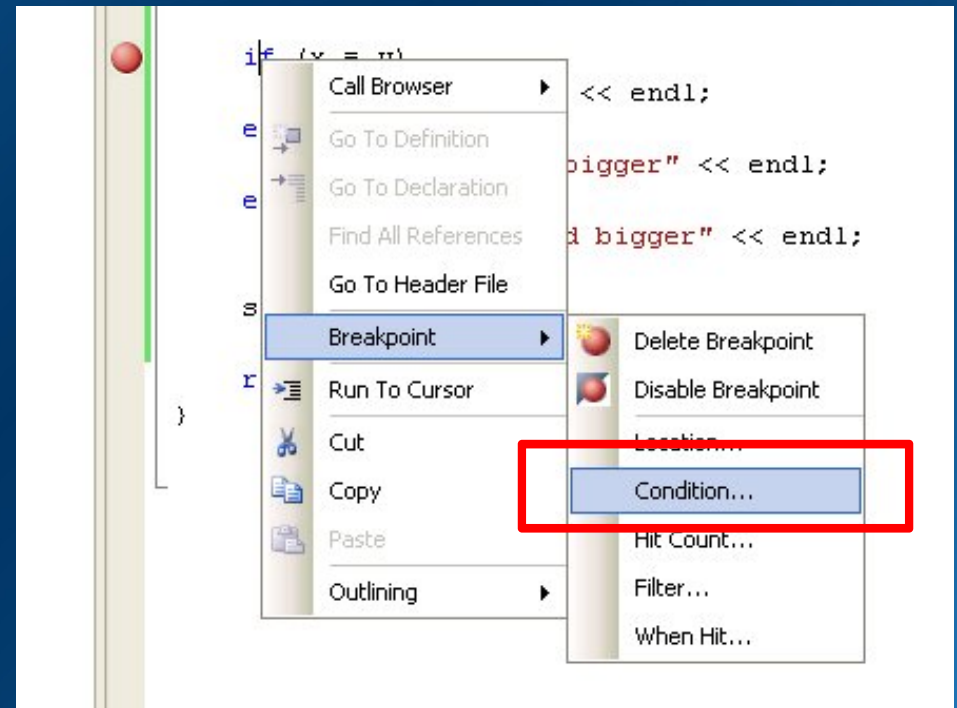 if (x = y)
Call Browser
<< endl;
e
Go To Definition
bigger" << endl;
Go To Declaration
e
Find All References
d bigger" << endl;
Go To Header File
s
Breakpoint
Delete Breakpoint
r
Run To Cursor
Disable Breakpoint
}
Cut
Location...
Copy
Condition...
Paste
Hit Count...
Outlining
Filter...
When Hit...